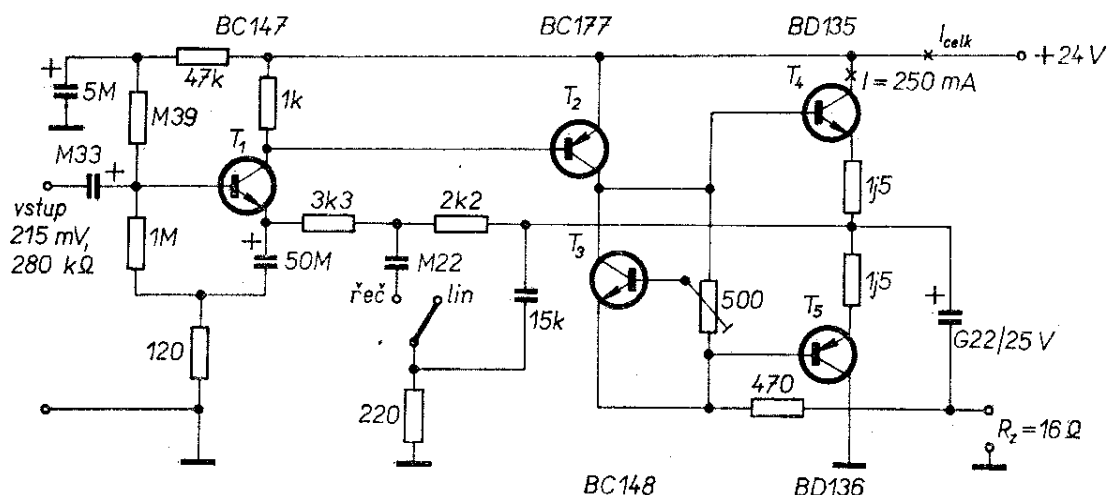 BC147
BC177
BD135
I celk
+24 V
I = 250 mA
+
5M
47k
1k
M39
T1
T2
T4
M33
+
vstup
215 mV,
280 kΩ
1M
3k3
2k2
1j5
+
50M
M22
řeč
lin
15k
T3
500
1j5
T5
+
G22/25 V
120
220
470
Rz = 16 Ω
BC148
BD136